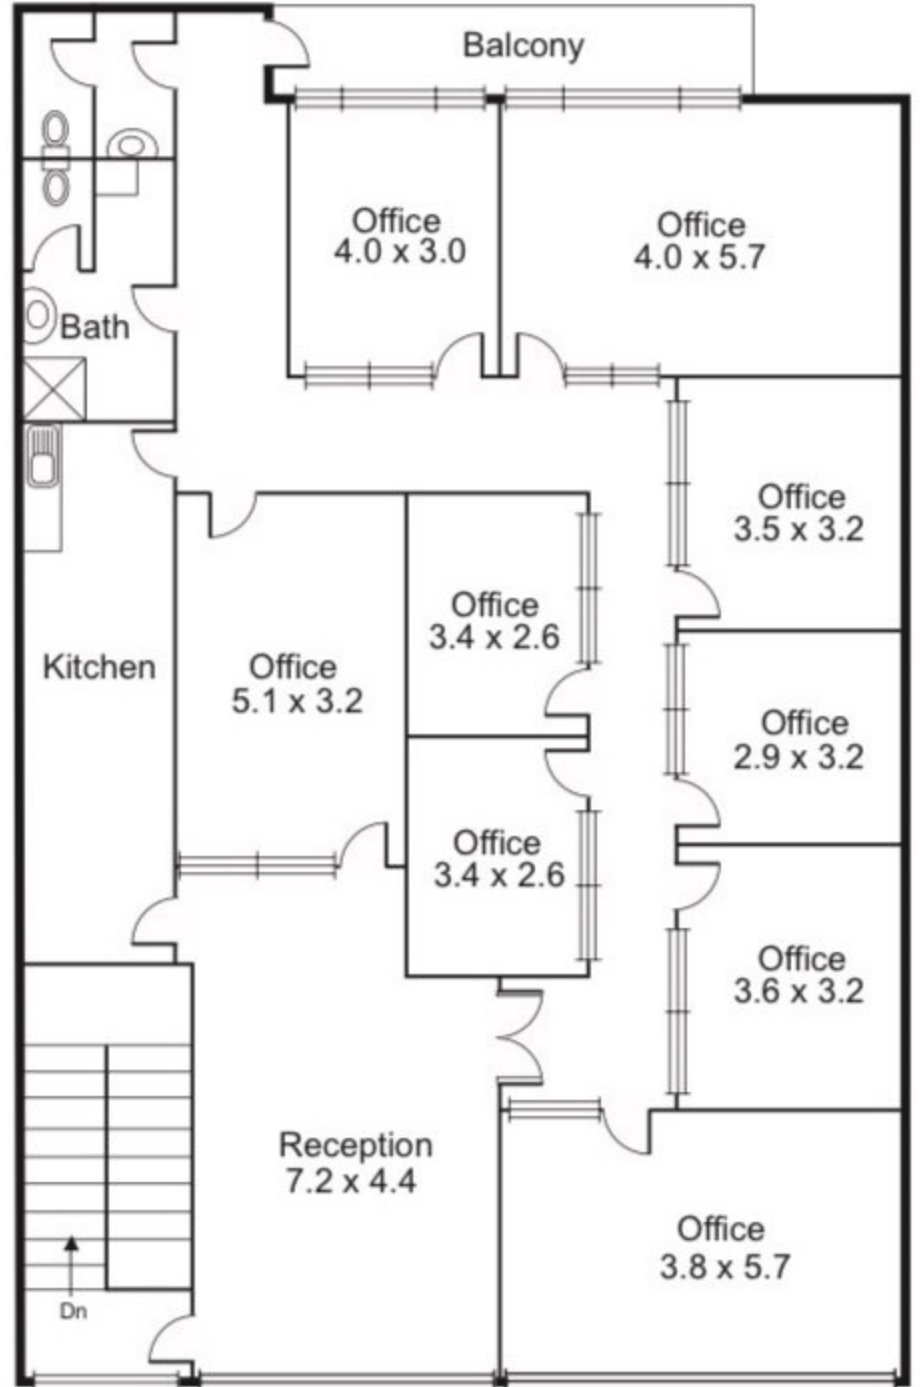 Balcony
Office
4.0 x 3.0
Office
4.0 x 5.7
Bath
Office
3.5 x 3.2
Office
3.4 x 2.6
Kitchen
Office
5.1 x 3.2
Office
2.9 x 3.2
Office
3.4 x 2.6
Office
3.6 x 3.2
Reception
7.2 x 4.4
Office
3.8 x 5.7
Dn